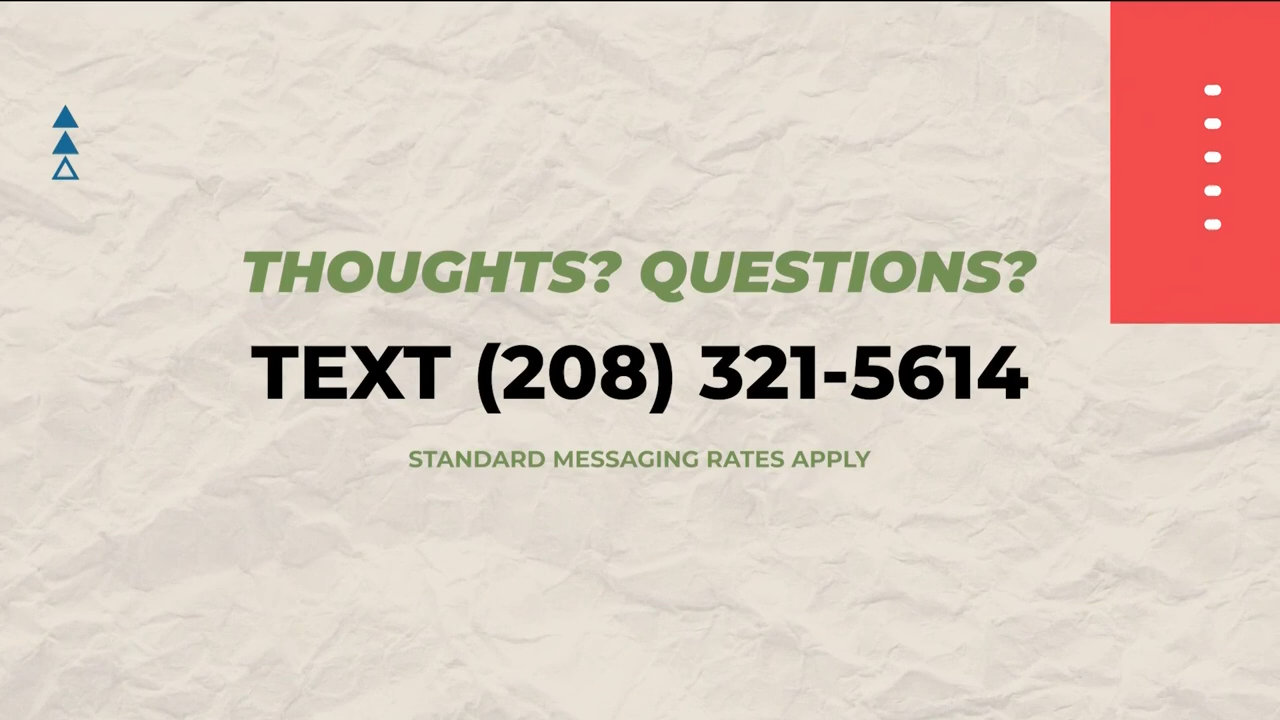 THOUGHTS? QUESTIONS?
TEXT (208) 321-5614
STANDARD MESSAGING RATES APPLY